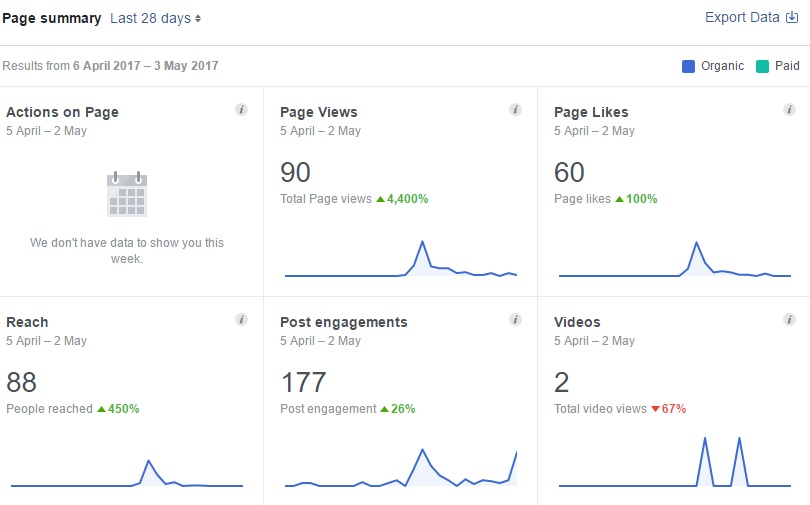 Page summary Last 28 days
Export Data
Results from 6 April 2017 – 3 May 2017
Organic Paid
Actions on Page
5 April – 2 May
We don't have data to show you this
week.
Page Views
5 April – 2 May
90
Total Page views 4,400%
Page Likes
5 April – 2 May
60
Page likes 100%
Reach
5 April – 2 May
88
People reached 450%
Post engagements
5 April – 2 May
177
Post engagement 26%
Videos
5 April – 2 May
2
Total video views 67%